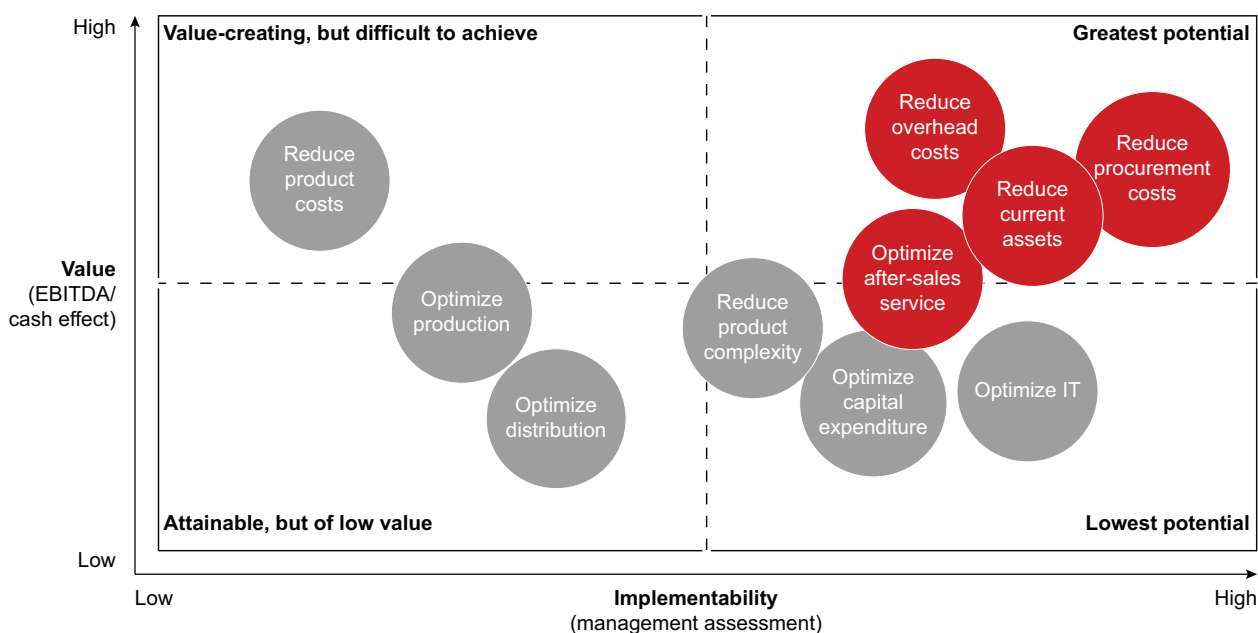 High
Value-creating, but difficult to achieve
Greatest potential
Reduce
overhead
costs
Reduce
procurement
costs
Reduce
product
costs
Reduce
current
assets
Value
(EBITDA/
cash effect)
Optimize
after-sales
service
Optimize
production
Reduce
product
complexity
Optimize
capital
expenditure
Optimize IT
Optimize
distribution
Attainable, but of low value
Lowest potential
Low
Low
Implementability
(management assessment)
High